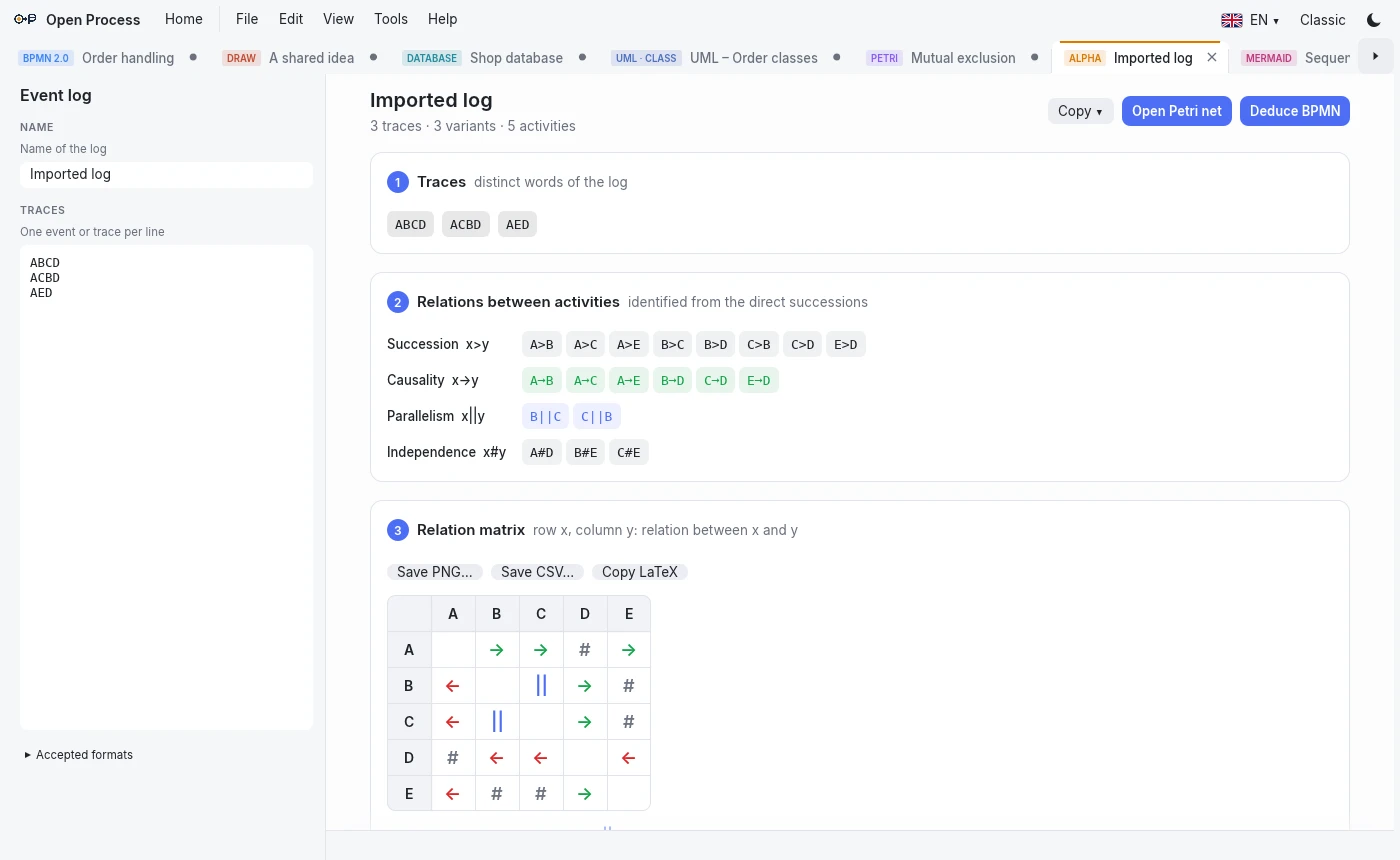 Open Process Home File Edit View Tools Help EN ▾ Classic
BPMN 2.0 Order handling DRAW A shared idea DATABASE Shop database UML · CLASS UML – Order classes PETRI Mutual exclusion ALPHA Imported log × MERMAID Sequer
Event log
NAME
Name of the log
Imported log
TRACES
One event or trace per line
ABCD
ACBD
AED
▸ Accepted formats
Imported log
3 traces · 3 variants · 5 activities
Copy ▾ Open Petri net Deduce BPMN
1 Traces distinct words of the log
ABCD ACBD AED
2 Relations between activities identified from the direct successions
Succession x>y A>B A>C A>E B>C B>D C>B C>D E>D
Causality x→y A→B A→C A→E B→D C→D E→D
Parallelism x||y B||C C||B
Independence x#y A#D B#E C#E
3 Relation matrix row x, column y: relation between x and y
Save PNG... Save CSV... Copy LaTeX
A B C D E
A → → # →
B ← || → #
C ← || → #
D # ← ← ←
E ← # # →